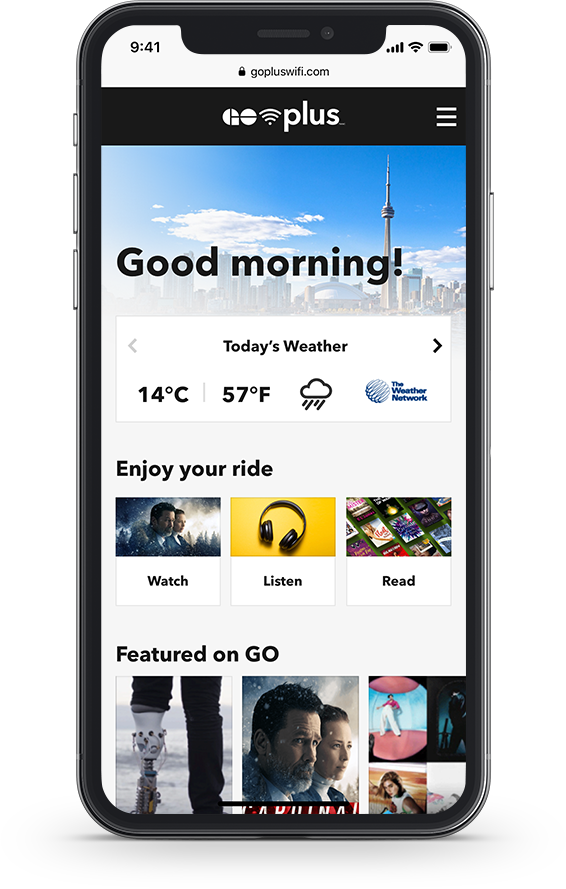 9:41
gopluswifi.com
GO plus
Good morning!
Today's Weather
14°C 57°F
The
Weather
Network
Enjoy your ride
Watch Listen Read
Featured on GO
CARDINAL